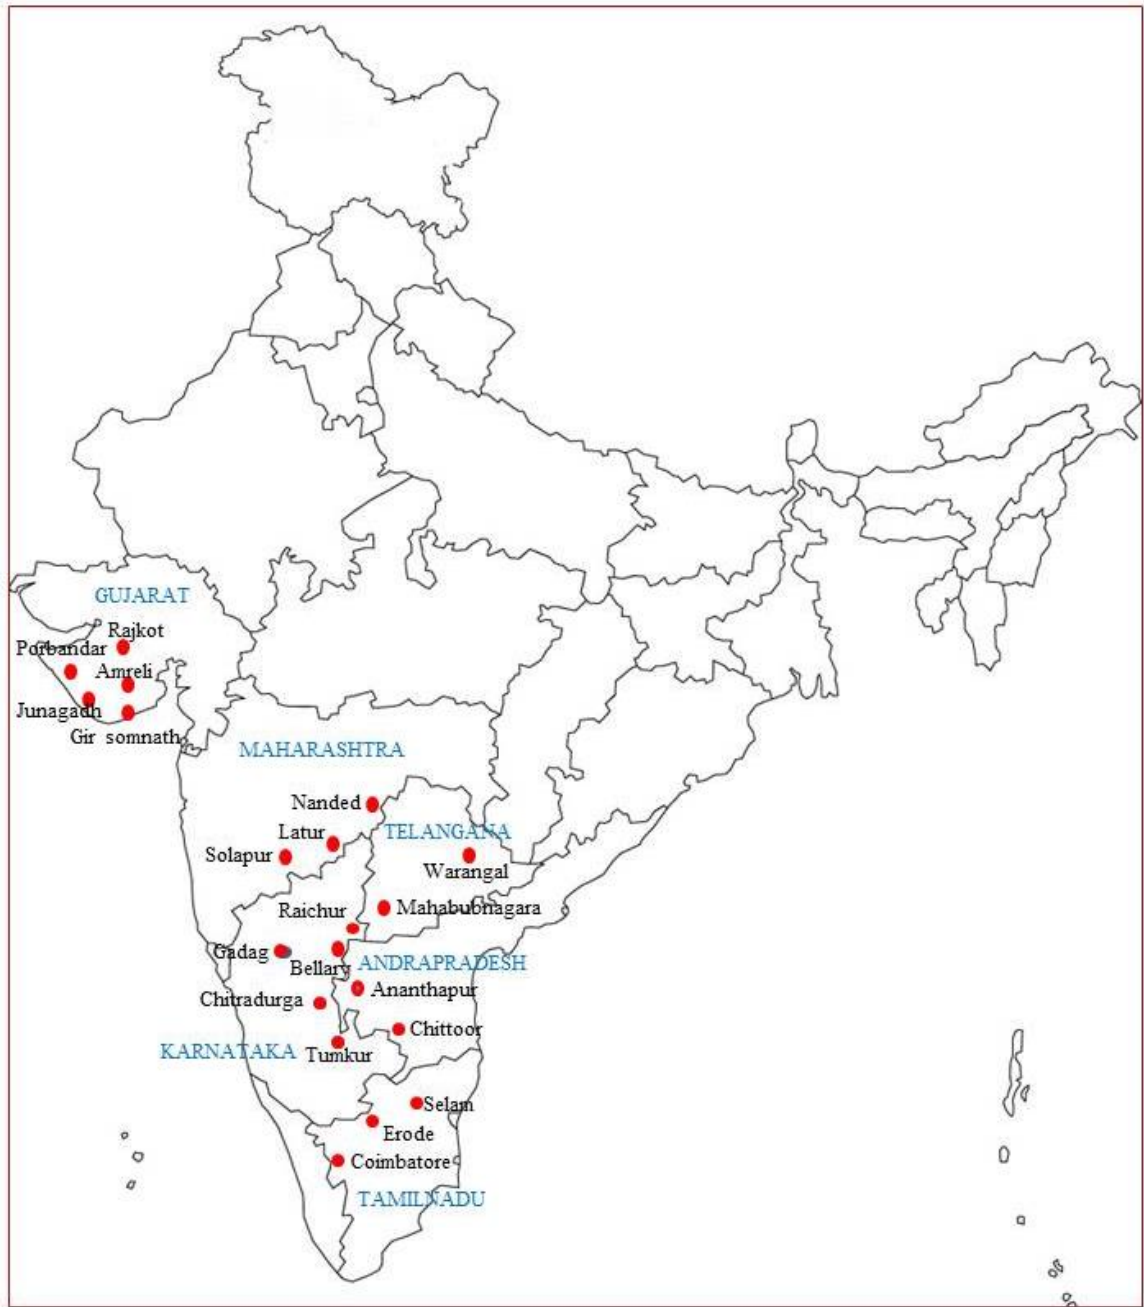 GUJARAT
Rajkot
Porbandar
Amreli
Junagadh
Gir somnath
MAHARASHTRA
Nanded
Latur
TELANGANA
Solapur
Warangal
Raichur
Mahabubnagara
Gadag
Bellary
ANDRAPRADESH
Ananthapur
Chitradurga
Chittoor
KARNATAKA
Tumkur
Selam
Erode
Coimbatore
TAMILNADU